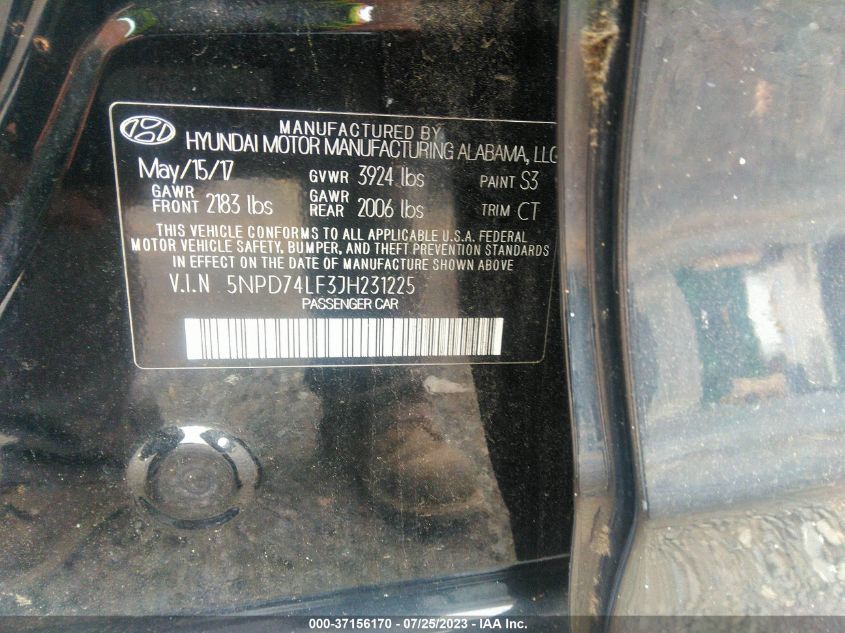 MANUFACTURED BY
HYUNDAI MOTOR MANUFACTURING ALABAMA, LLC
May/15/17 GVWR 3924 lbs PAINT S3
GAWR FRONT 2183 lbs GAWR REAR 2006 lbs TRIM CT
THIS VEHICLE CONFORMS TO ALL APPLICABLE U.S.A. FEDERAL
MOTOR VEHICLE SAFETY, BUMPER, AND THEFT PREVENTION STANDARDS
IN EFFECT ON THE DATE OF MANUFACTURE SHOWN ABOVE
V.I.N 5NPD74LF3JH231225
PASSENGER CAR
000-37156170 - 07/25/2023 - IAA Inc.